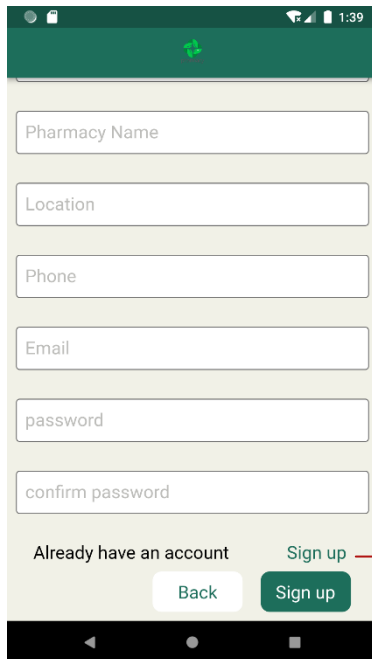 1:39
Pharmacy Name
Location
Phone
Email
password
confirm password
Already have an account Sign up
Back Sign up